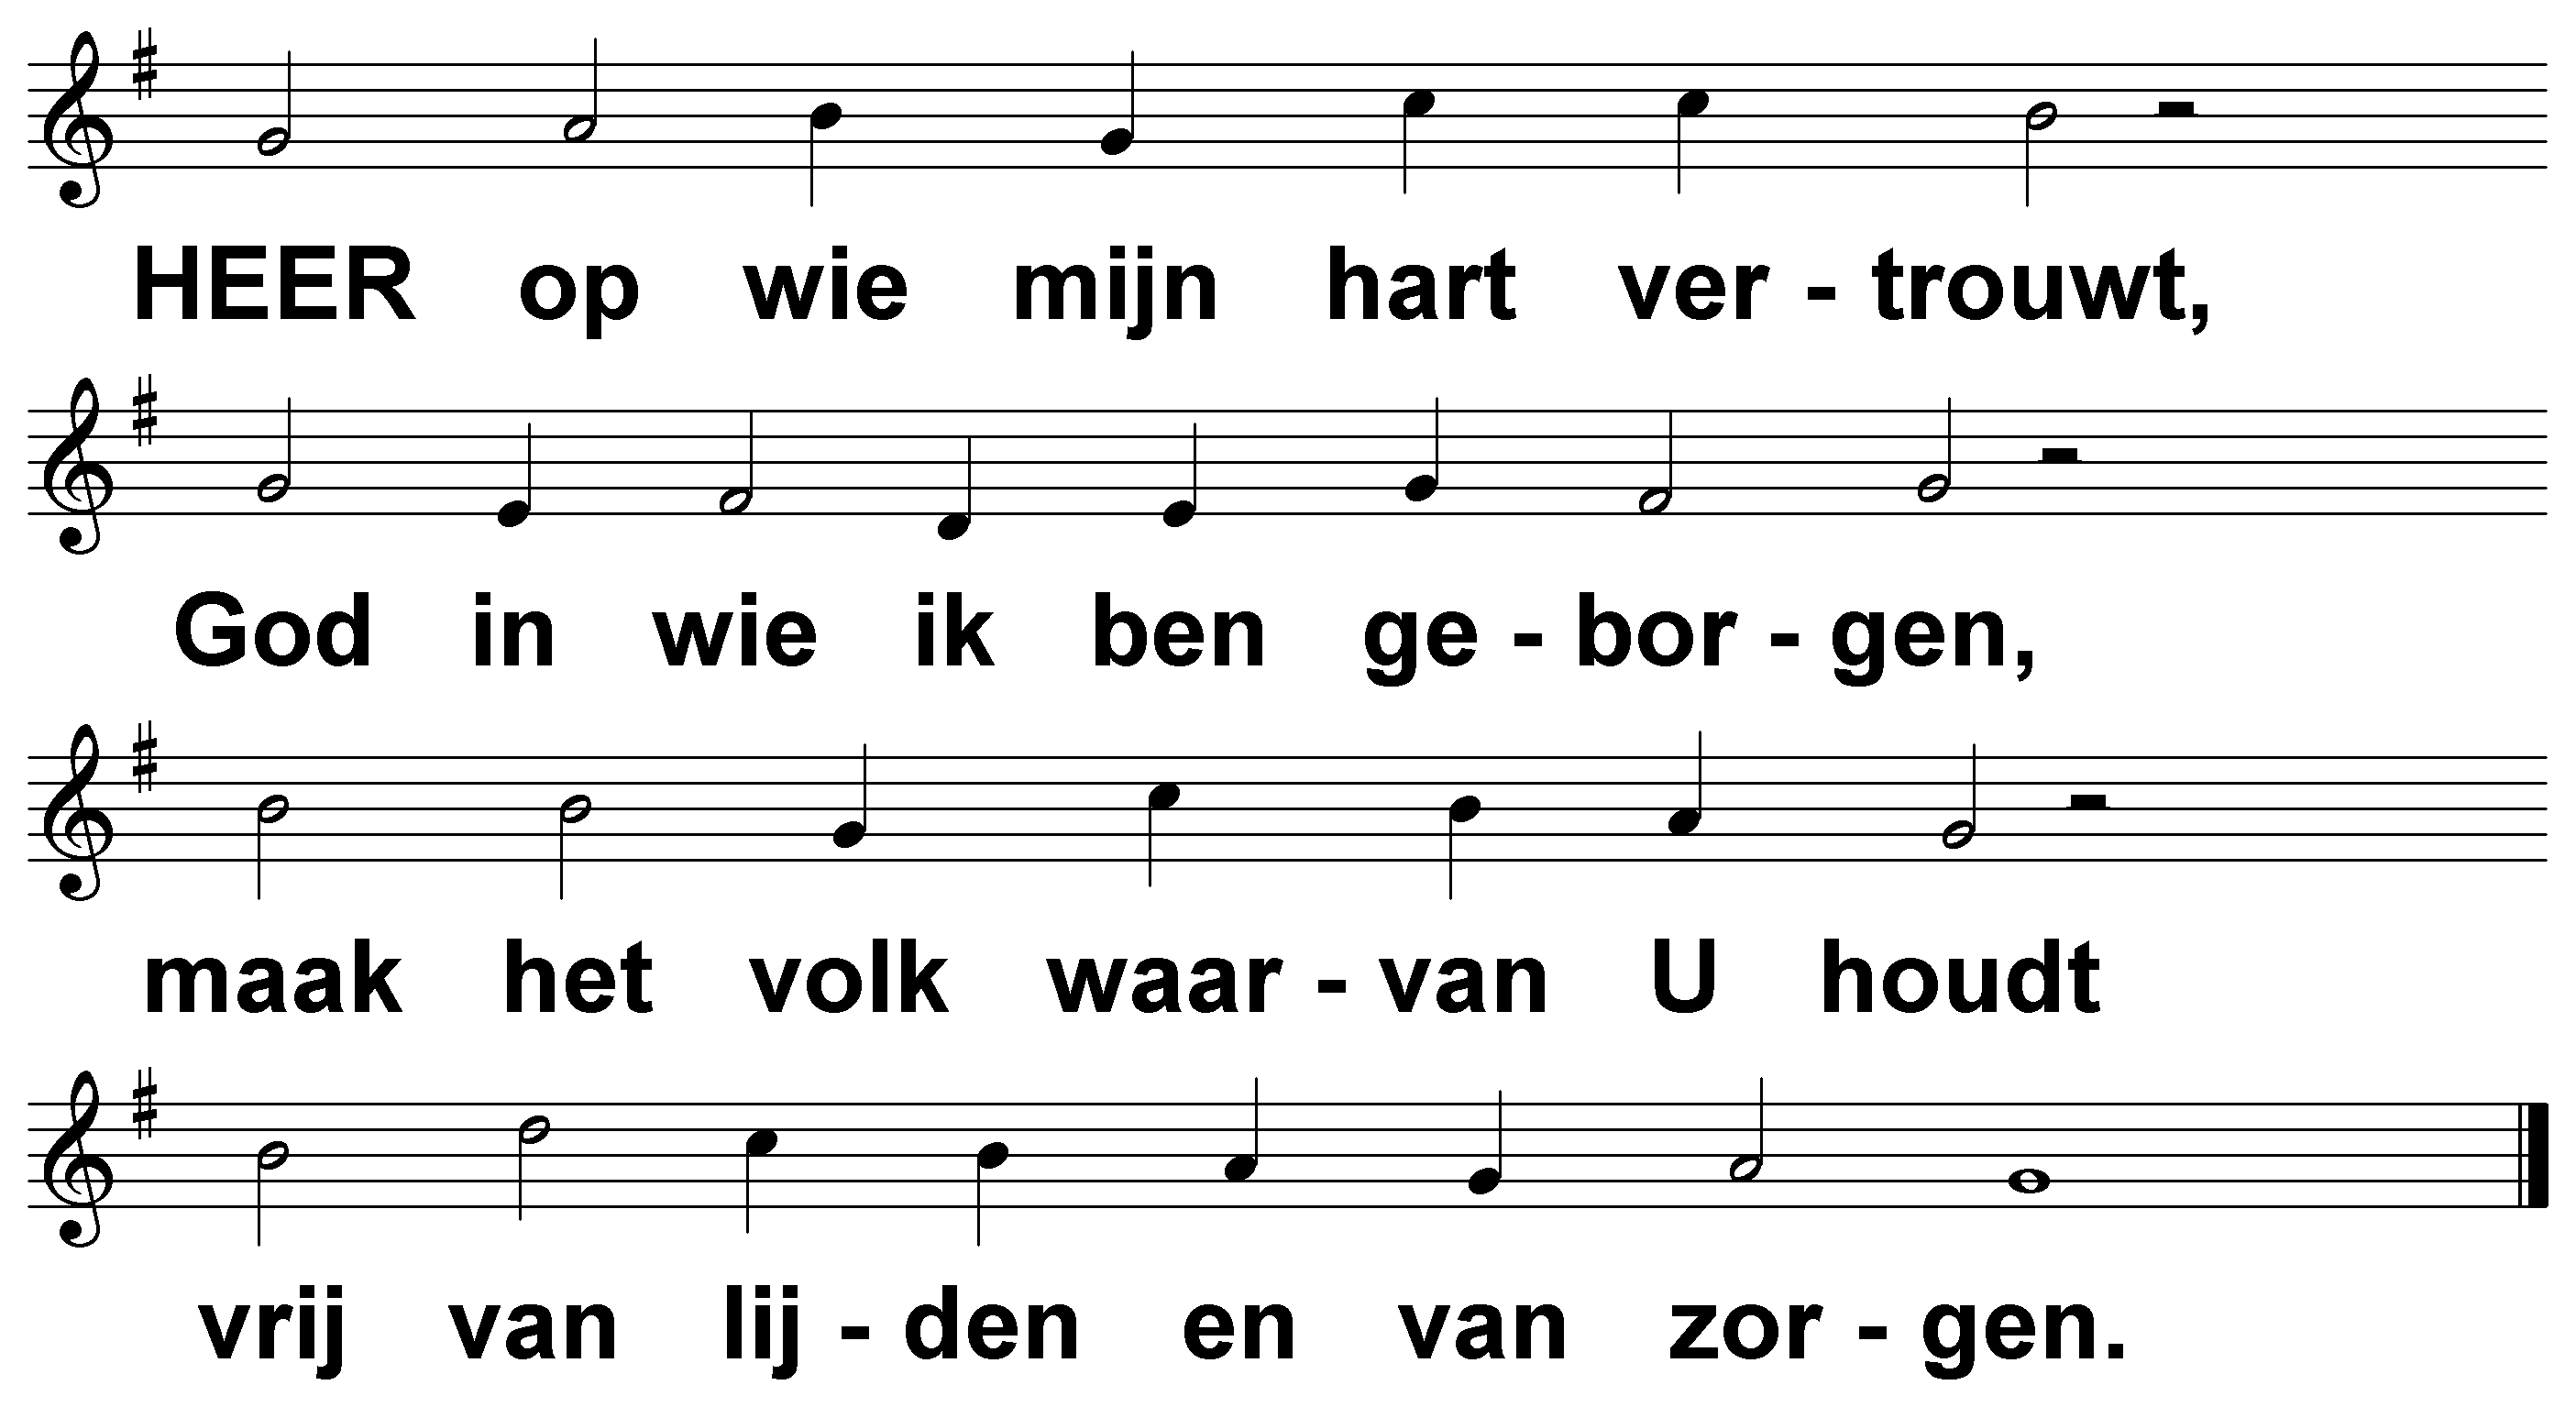 HEER op wie mijn hart ver - trouwt,
God in wie ik ben ge - bor - gen,
maak het volk waar - van U houdt
vrij van lij - den en van zor - gen.